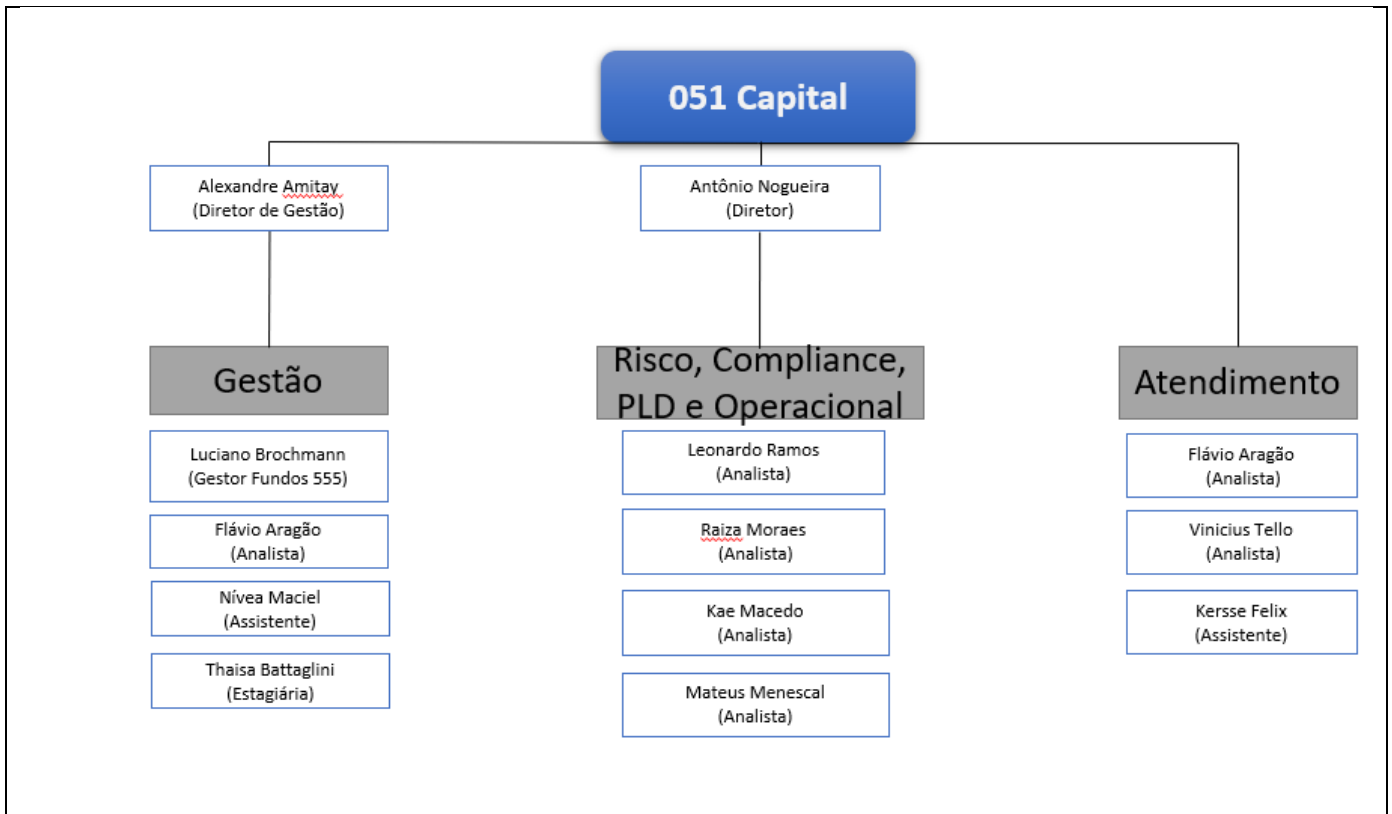 051 Capital
Alexandre Amitay
(Diretor de Gestão)
Antônio Nogueira
(Diretor)
Gestão
Luciano Brochmann
(Gestor Fundos 555)
Flávio Aragão
(Analista)
Nívea Maciel
(Assistente)
Thaisa Battaglini
(Estagiária)
Risco, Compliance,
PLD e Operacional
Leonardo Ramos
(Analista)
Raiza Moraes
(Analista)
Kae Macedo
(Analista)
Mateus Menescal
(Analista)
Atendimento
Flávio Aragão
(Analista)
Vinicius Tello
(Analista)
Kersse Felix
(Assistente)